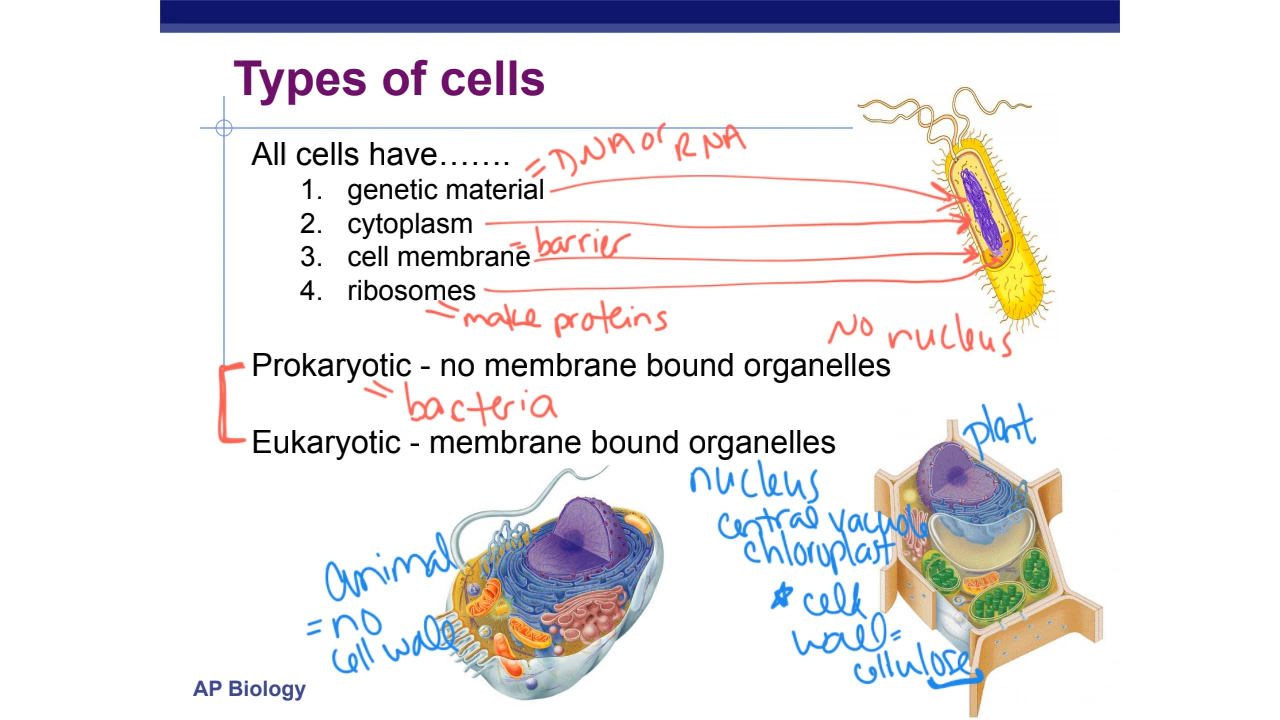 Types of cells
All cells have.......
= DNA or RNA
1. genetic material
2. cytoplasm
3. cell membrane = barrier
4. ribosomes
= make proteins
No nucleus
Prokaryotic - no membrane bound organelles
= bacteria
Eukaryotic - membrane bound organelles
plant
nucleus
central vacuole
chloroplast
* cell
wall =
cellulose
animal
= no
cell wall
AP Biology